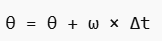 θ = θ + ω × Δt